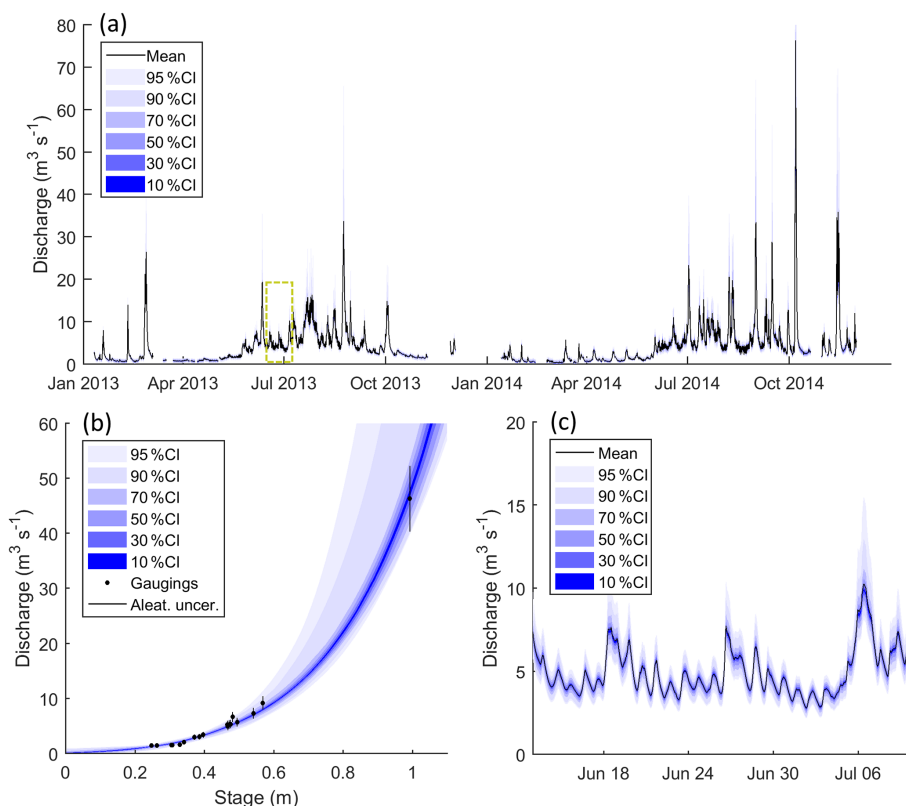 (a)
80
70
60
50
40
30
20
10
0
Discharge (m³ s⁻¹)
Mean
95 %CI
90 %CI
70 %CI
50 %CI
30 %CI
10 %CI
Jan 2013 Apr 2013 Jul 2013 Oct 2013 Jan 2014 Apr 2014 Jul 2014 Oct 2014
(b)
60
50
40
30
20
10
0
Discharge (m³ s⁻¹)
95 %CI
90 %CI
70 %CI
50 %CI
30 %CI
10 %CI
Gaugings
Aleat. uncer.
0 0.2 0.4 0.6 0.8 1
Stage (m)
(c)
20
15
10
5
0
Discharge (m³ s⁻¹)
Mean
95 %CI
90 %CI
70 %CI
50 %CI
30 %CI
10 %CI
Jun 18 Jun 24 Jun 30 Jul 06